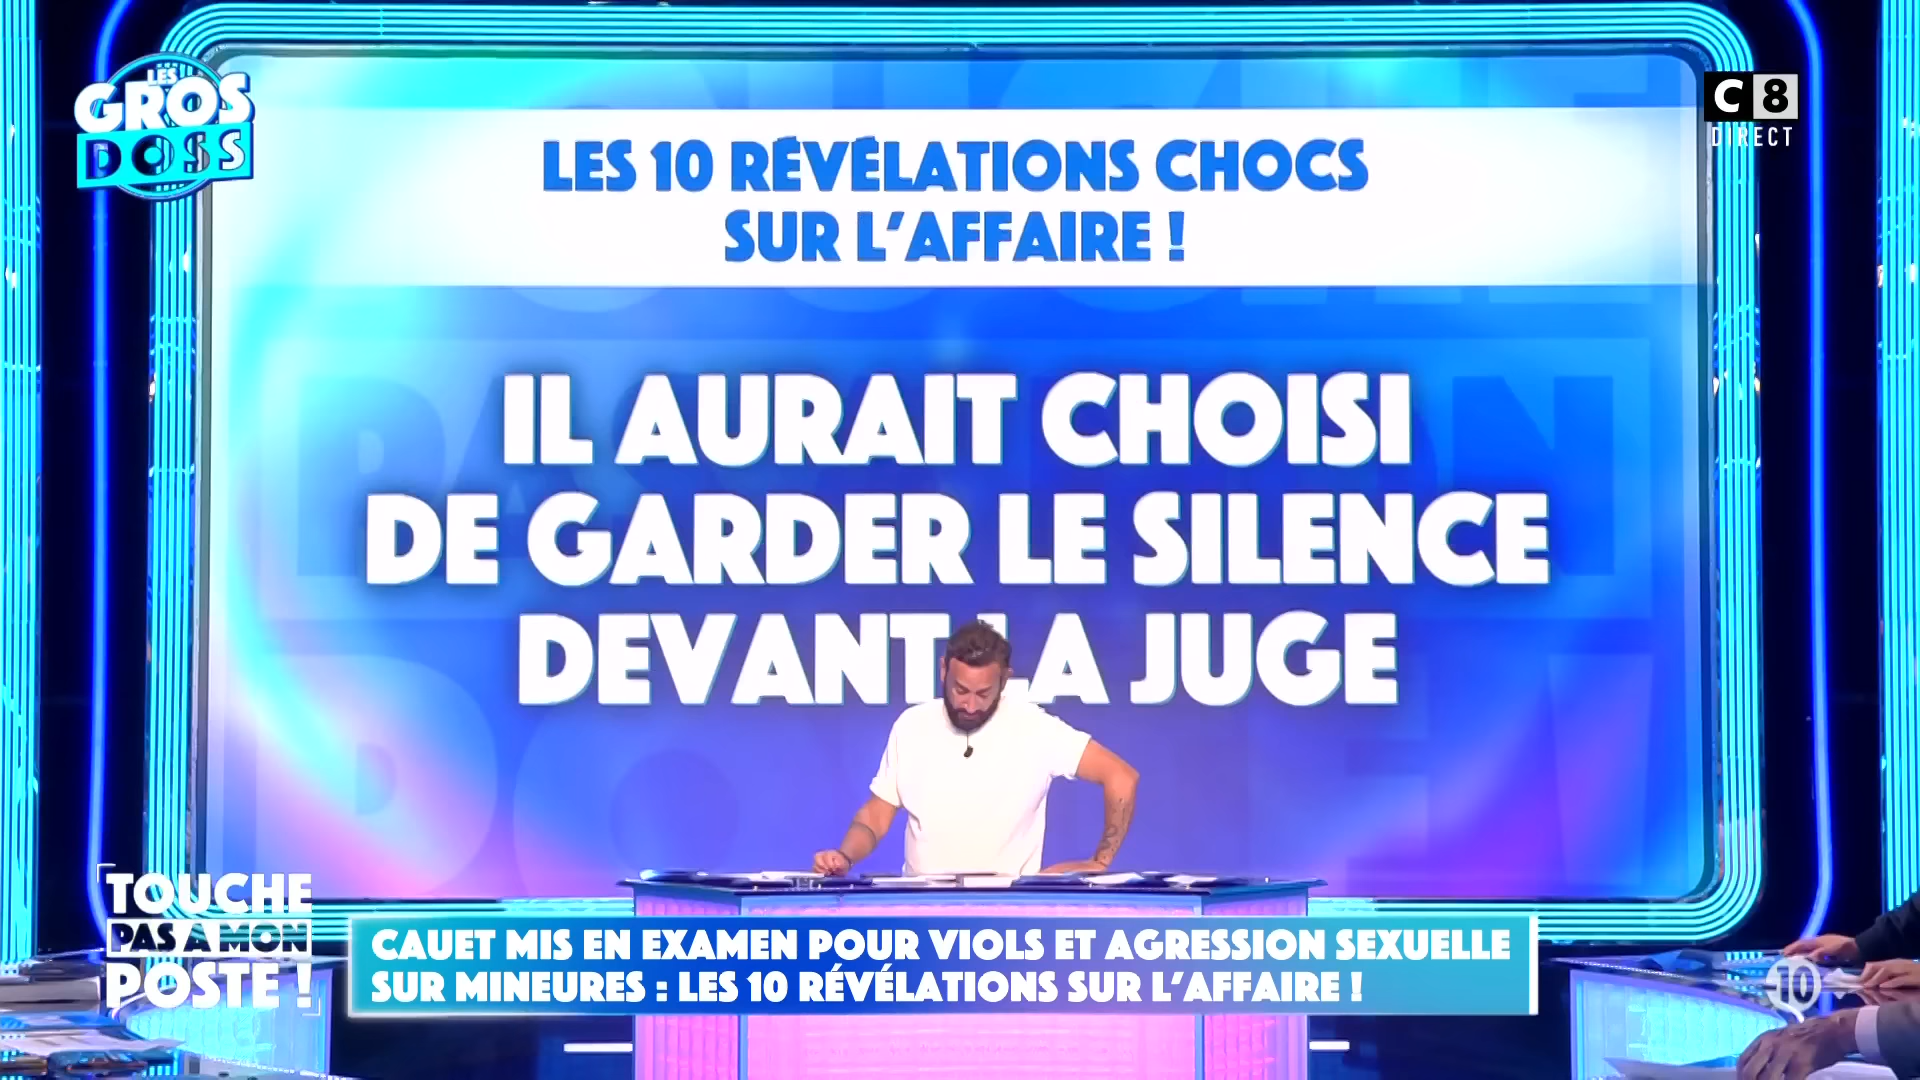 LES
GROS
DOSS
C8
DIRECT
LES 10 RÉVÉLATIONS CHOCS
SUR L'AFFAIRE !
IL AURAIT CHOISI
DE GARDER LE SILENCE
DEVANT LA JUGE
TOUCHE
PAS A MON
POSTE !
CAUET MIS EN EXAMEN POUR VIOLS ET AGRESSION SEXUELLE
SUR MINEURES : LES 10 RÉVÉLATIONS SUR L'AFFAIRE !
10